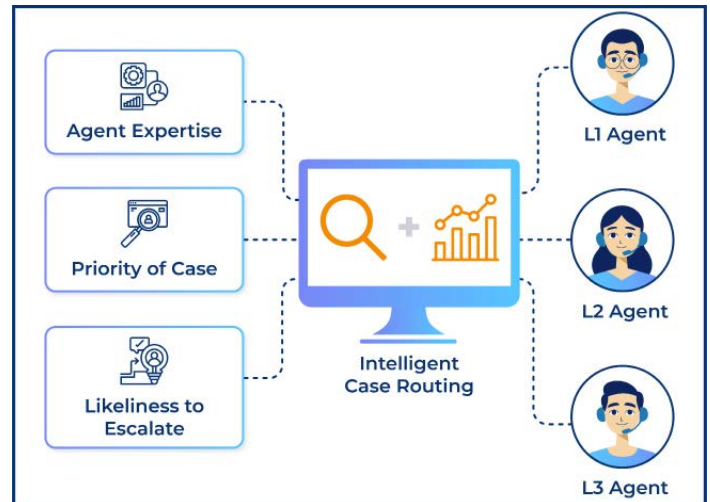 Agent Expertise
Priority of Case
Likeliness to
Escalate
Intelligent
Case Routing
L1 Agent
L2 Agent
L3 Agent